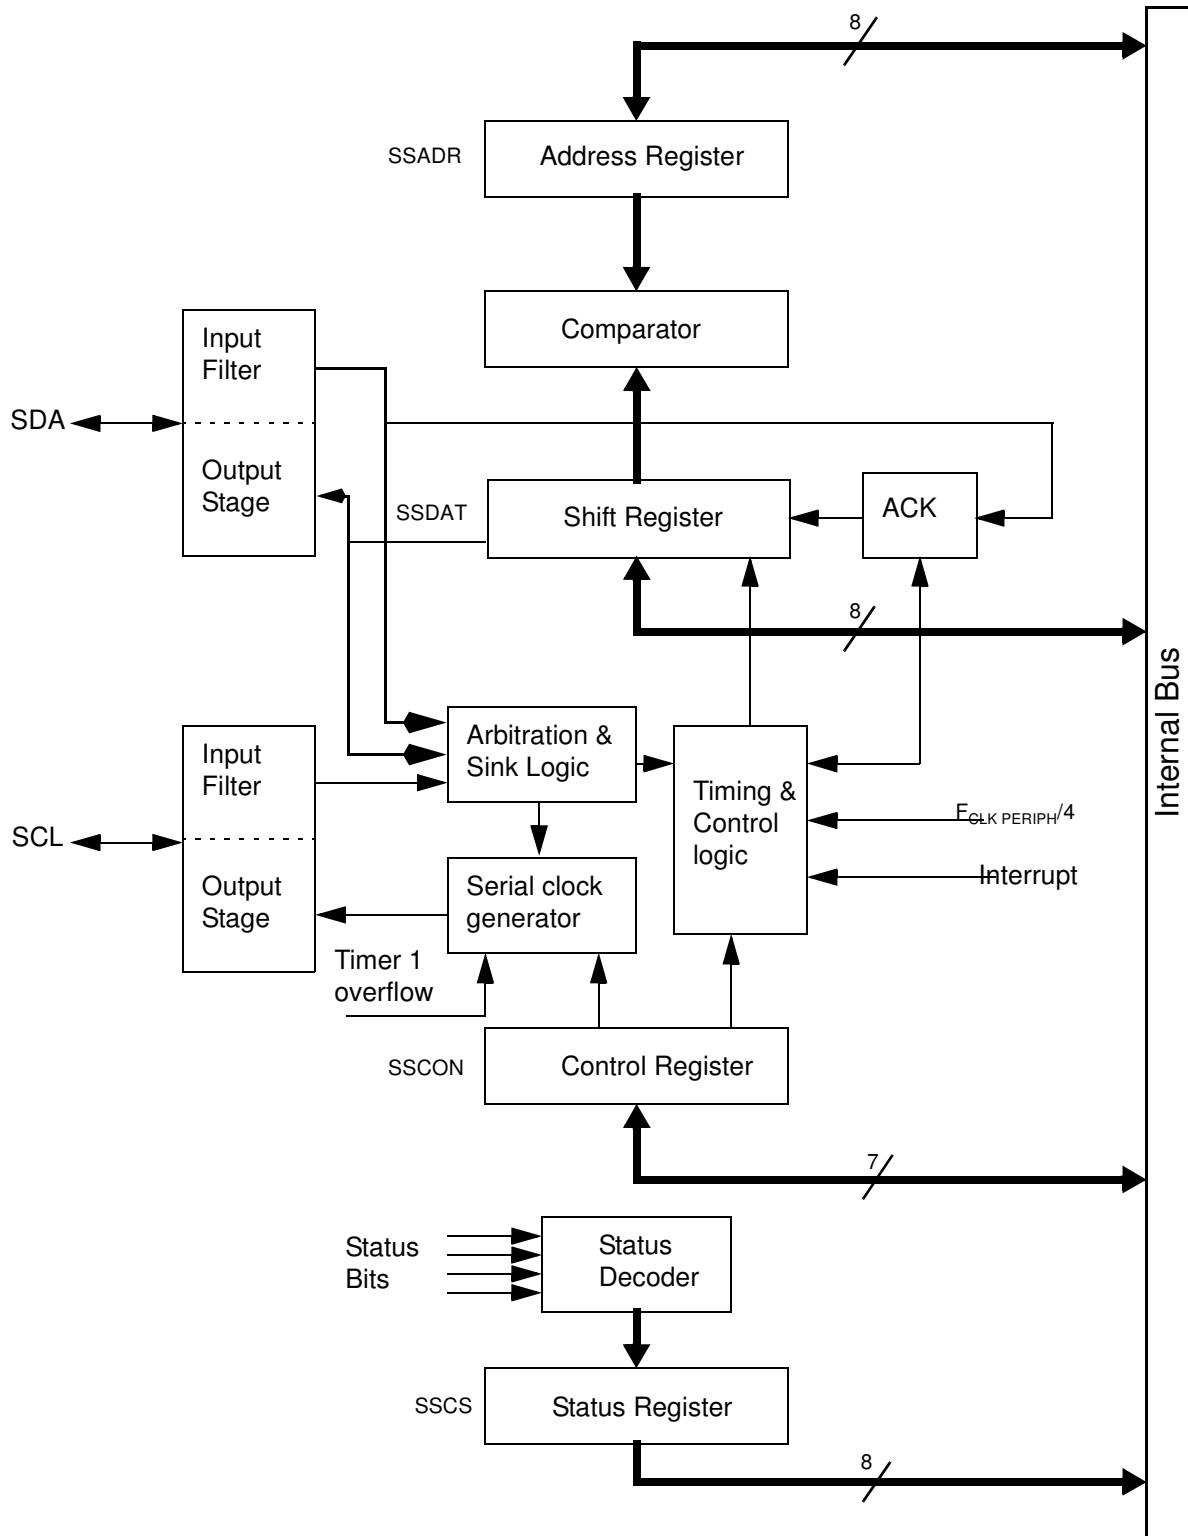 8
SSADR
Address Register
Comparator
Input
Filter
SDA
Output
Stage
SSDAT
Shift Register
ACK
8
Internal Bus
Input
Filter
SCL
Output
Stage
Arbitration &
Sink Logic
Timing &
Control
logic
FCLK PERIPH/4
Interrupt
Serial clock
generator
Timer 1
overflow
SSCON
Control Register
7
Status
Bits
Status
Decoder
SSCS
Status Register
8